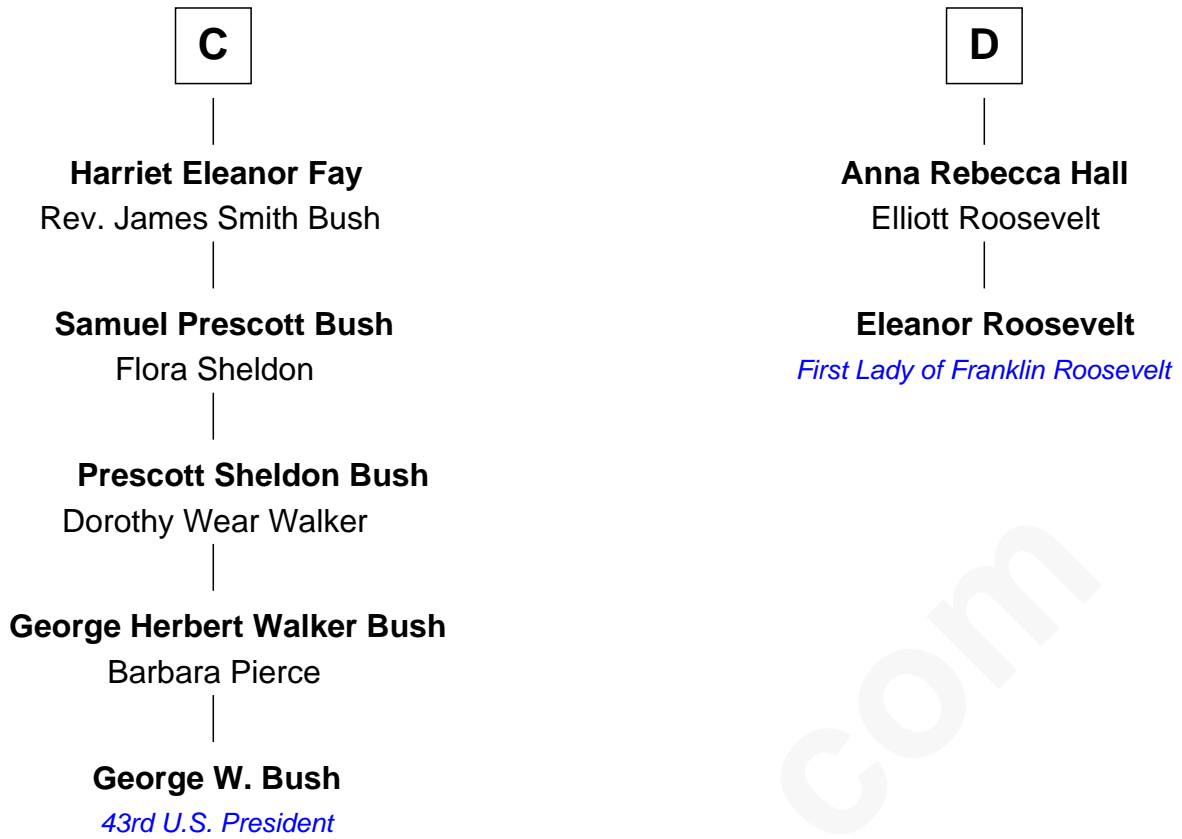 C
Harriet Eleanor Fay
Rev. James Smith Bush
Samuel Prescott Bush
Flora Sheldon
Prescott Sheldon Bush
Dorothy Wear Walker
George Herbert Walker Bush
Barbara Pierce
George W. Bush
43rd U.S. President
D
Anna Rebecca Hall
Elliott Roosevelt
Eleanor Roosevelt
First Lady of Franklin Roosevelt
com